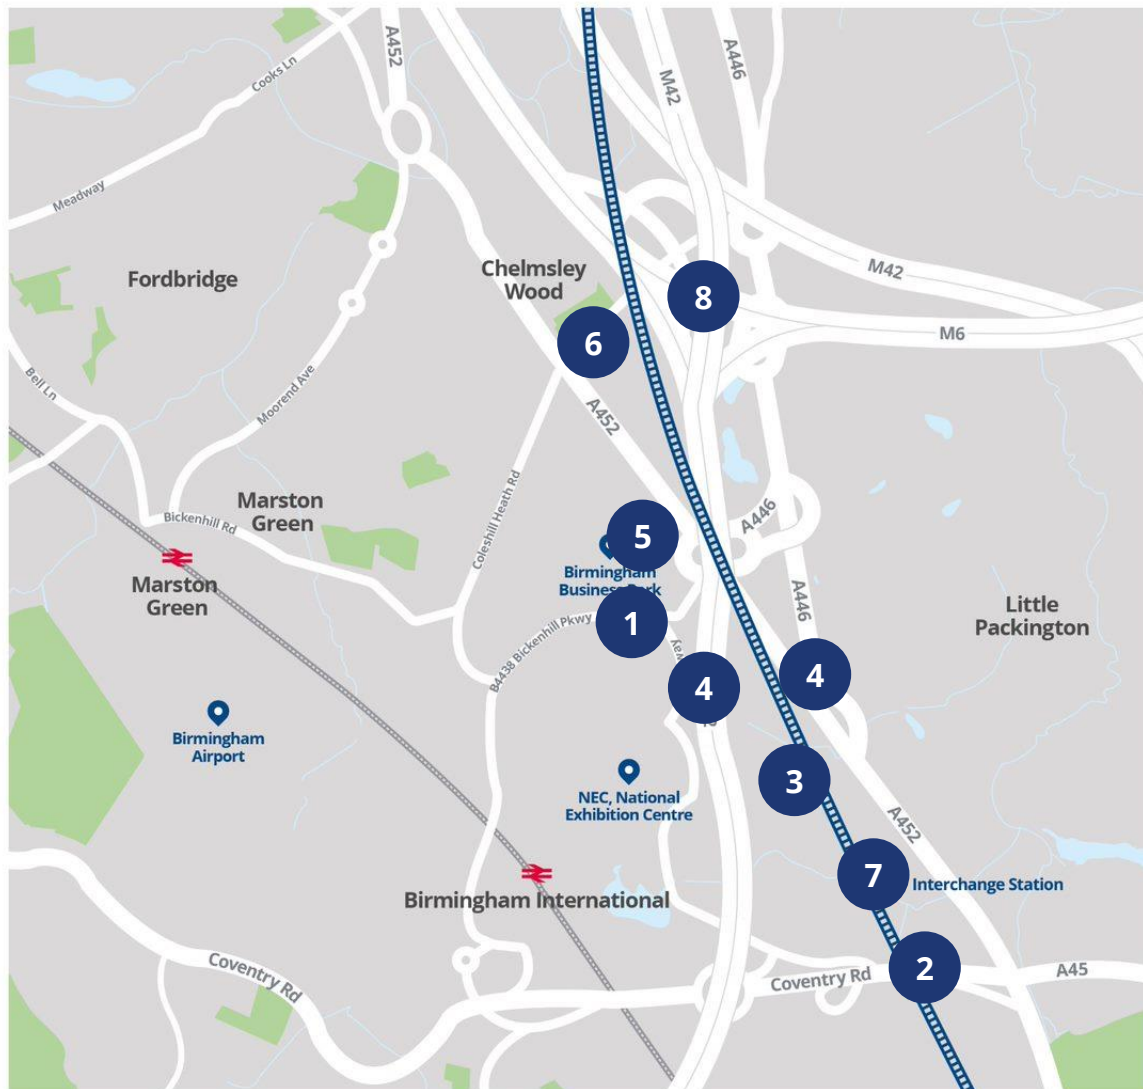 A452
M42
A446
Cooks Ln
Meadway
Fordbridge
Chelmsley
Wood
M42
8
M6
6
Bell Ln
Moorend Ave
A452
Coleshill Heath Rd
Marston
Green
Bickenhill Rd
A446
5
Birmingham
Business Park
Marston
Green
A446
Little
Packington
1
B4438 Bickenhill Pkwy
way
4
4
Birmingham
Airport
3
NEC, National
Exhibition Centre
A452
7
Interchange Station
Birmingham International
2
Coventry Rd
Coventry Rd
A45